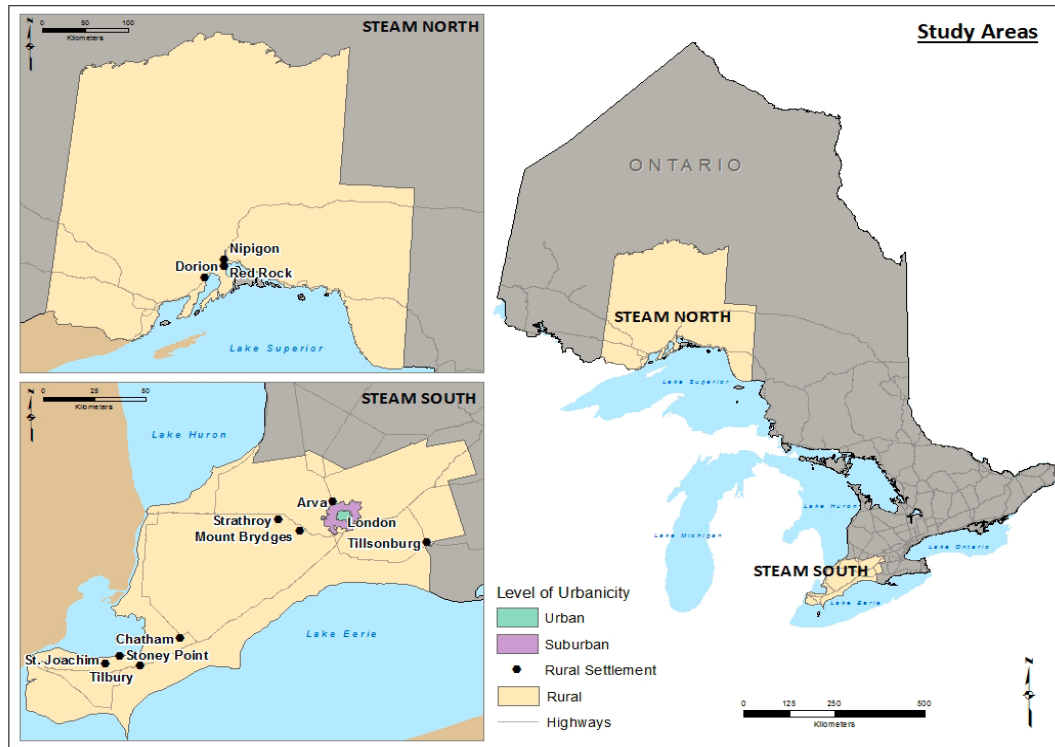 STEAM NORTH
N
0 50 100
Kilometers
Nipigon
Dorion
Red Rock
Lake Superior
STEAM SOUTH
N
0 25 50
Kilometers
Lake Huron
Arva
London
Strathroy
Mount Brydges
Tillsonburg
Lake Eerie
Chatham
Stoney Point
St. Joachim
Tilbury
Study Areas
ONTARIO
STEAM NORTH
Lake Superior
Lake Huron
Lake Michigan
Lake Ontario
STEAM SOUTH
Lake Eerie
Level of Urbanicity
Urban
Suburban
Rural Settlement
Rural
Highways
N
0 125 250 500
Kilometers